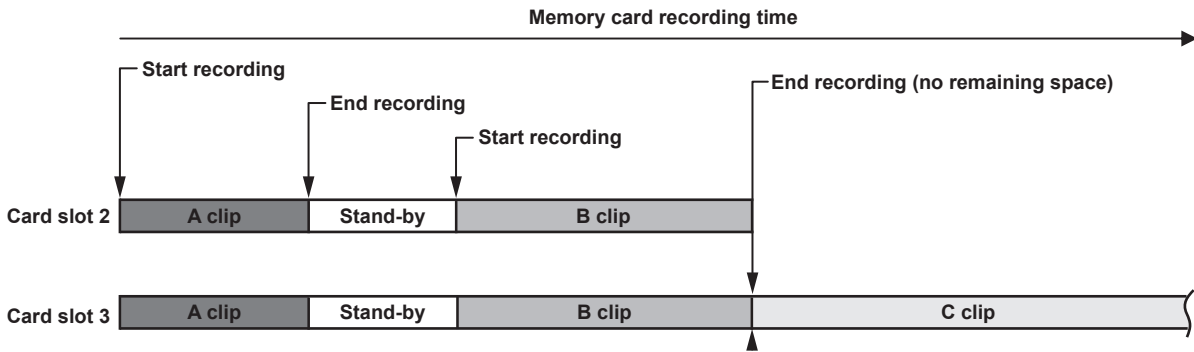 Memory card recording time
Start recording
End recording (no remaining space)
End recording
Start recording
Card slot 2
A clip
Stand-by
B clip
Card slot 3
A clip
Stand-by
B clip
C clip